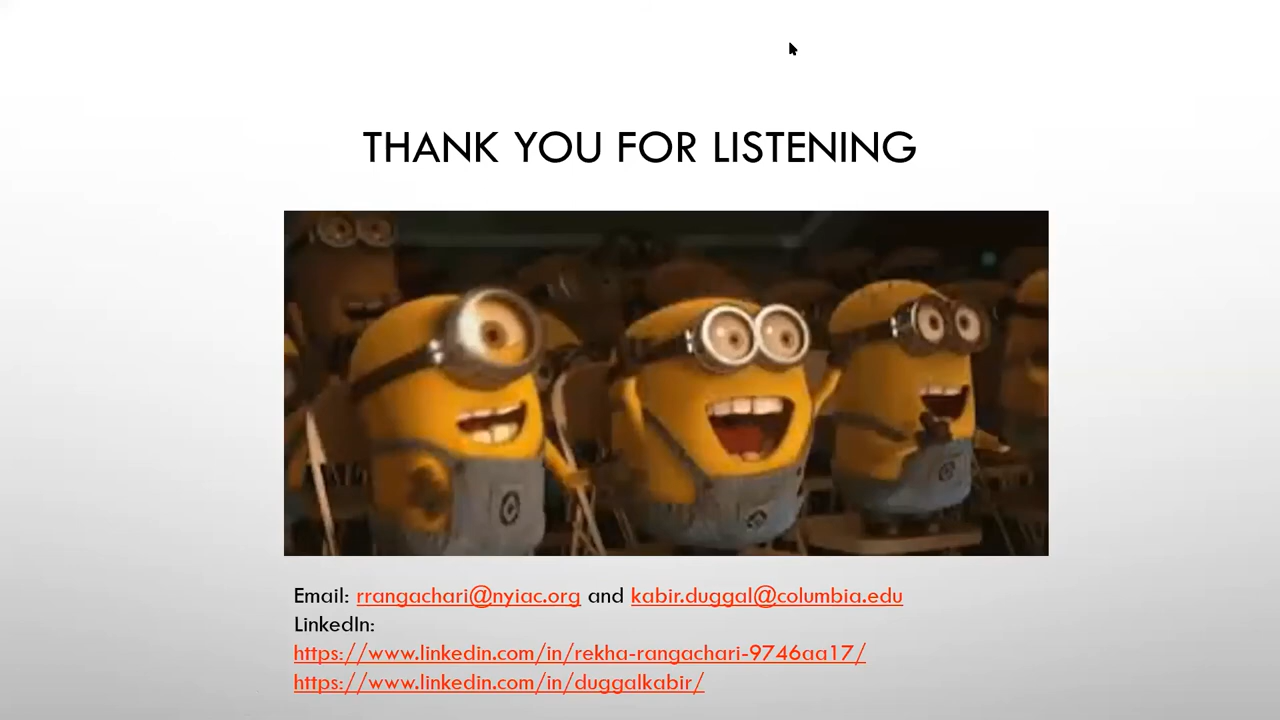 THANK YOU FOR LISTENING
Email: rrangachari@nyiac.org and kabir.duggal@columbia.edu
LinkedIn:
https://www.linkedin.com/in/rekha-rangachari-9746aa17/
https://www.linkedin.com/in/duggalkabir/